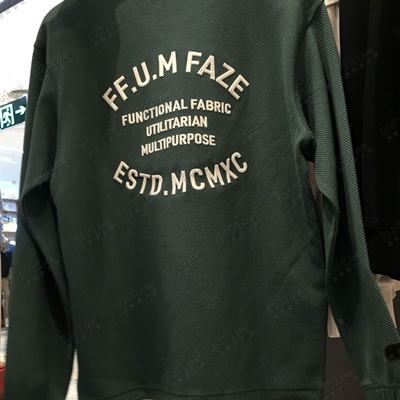 FF.U.M FAZE
FUNCTIONAL FABRIC
UTILITARIAN
MULTIPURPOSE
ESTD.MCMXC